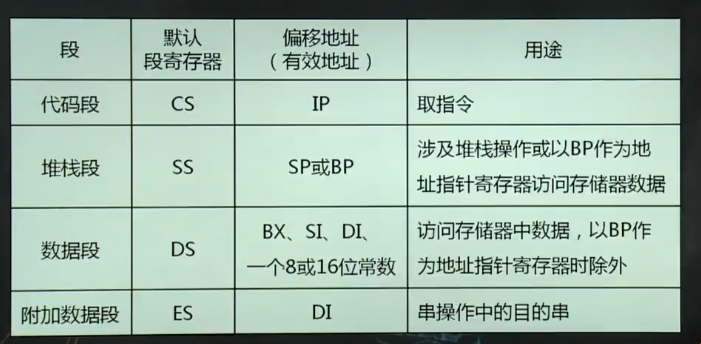 段
默认
段寄存器
偏移地址
（有效地址）
用途
代码段
CS
IP
取指令
堆栈段
SS
SP或BP
涉及堆栈操作或以BP作为地
址指针寄存器访问存储器数据
数据段
DS
BX、SI、DI、
一个8或16位常数
访问存储器中数据，以BP作
为地址指针寄存器时除外
附加数据段
ES
DI
串操作中的目的串